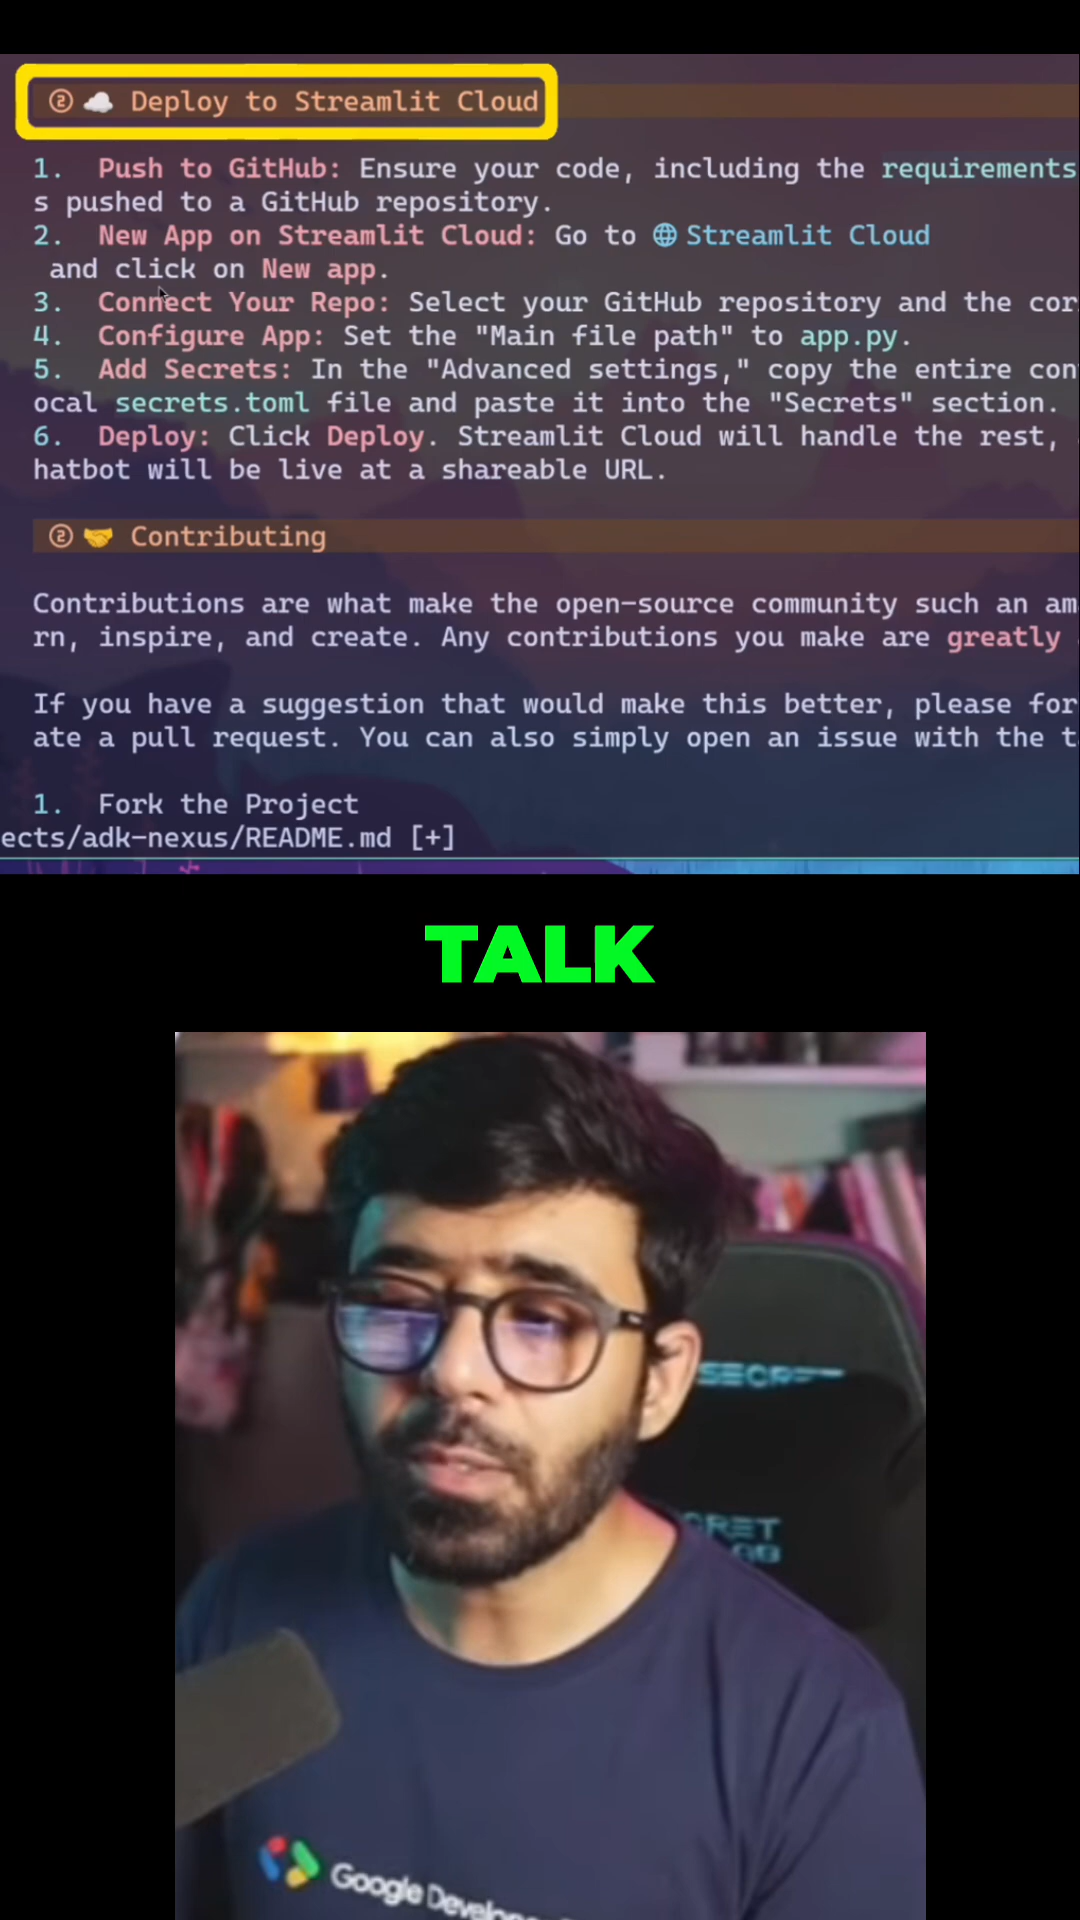 ② ☁️ Deploy to Streamlit Cloud
1. Push to GitHub: Ensure your code, including the requirements
s pushed to a GitHub repository.
2. New App on Streamlit Cloud: Go to 🌐 Streamlit Cloud
and click on New app.
3. Connect Your Repo: Select your GitHub repository and the cor
4. Configure App: Set the "Main file path" to app.py.
5. Add Secrets: In the "Advanced settings," copy the entire con
ocal secrets.toml file and paste it into the "Secrets" section.
6. Deploy: Click Deploy. Streamlit Cloud will handle the rest,
hatbot will be live at a shareable URL.
② 🤝 Contributing
Contributions are what make the open-source community such an am
rn, inspire, and create. Any contributions you make are greatly
If you have a suggestion that would make this better, please for
ate a pull request. You can also simply open an issue with the t
1. Fork the Project
ects/adk-nexus/README.md [+]
TALK
SECRET
CRET
AB
Google Develo